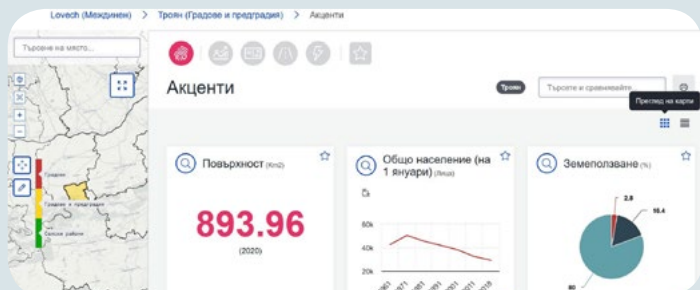 Lovech (Междинен) > Троян (Градове и предградия) > Акценти
Търсене на място...
Акценти
Троян
Търсете и сравнявайте
Преглед на карти
Градове
Градове и предградия
Селски райони
Повърхност (Km2)
893.96
(2020)
Общо население (на
1 януари) (Лица)
60k
40k
20k
Земеползване (%)
2.8
16.4
80